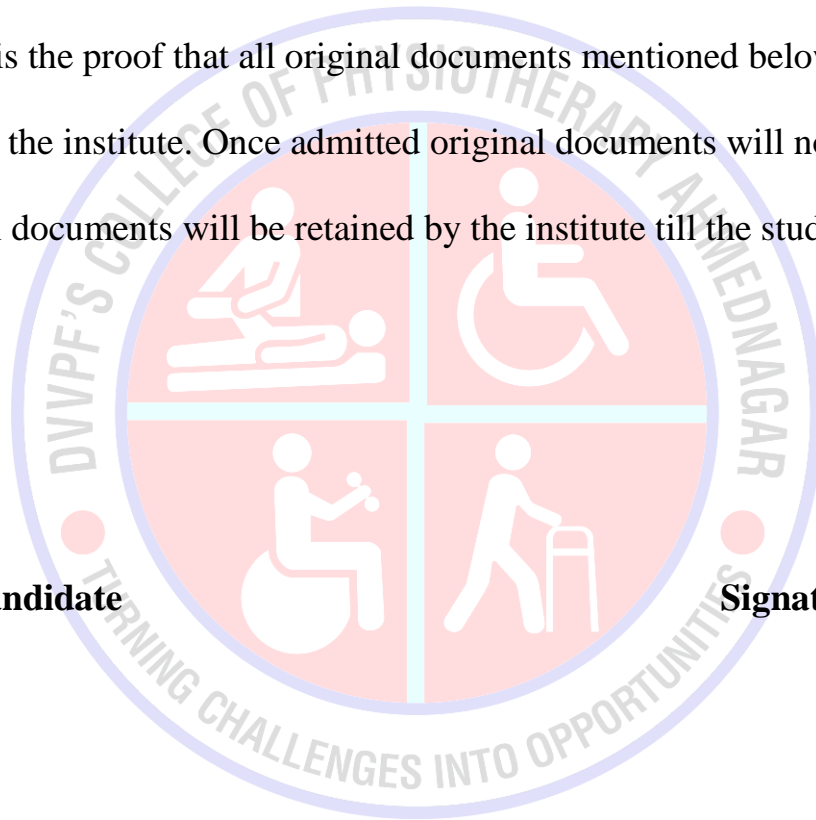 is the proof that all original documents mentioned below
the institute. Once admitted original documents will no
documents will be retained by the institute till the stud
andidate Signat
DVVPF'S COLLEGE OF PHYSIOTHERAPY AHMEDNAGAR
TURNING CHALLENGES INTO OPPORTUNITIES